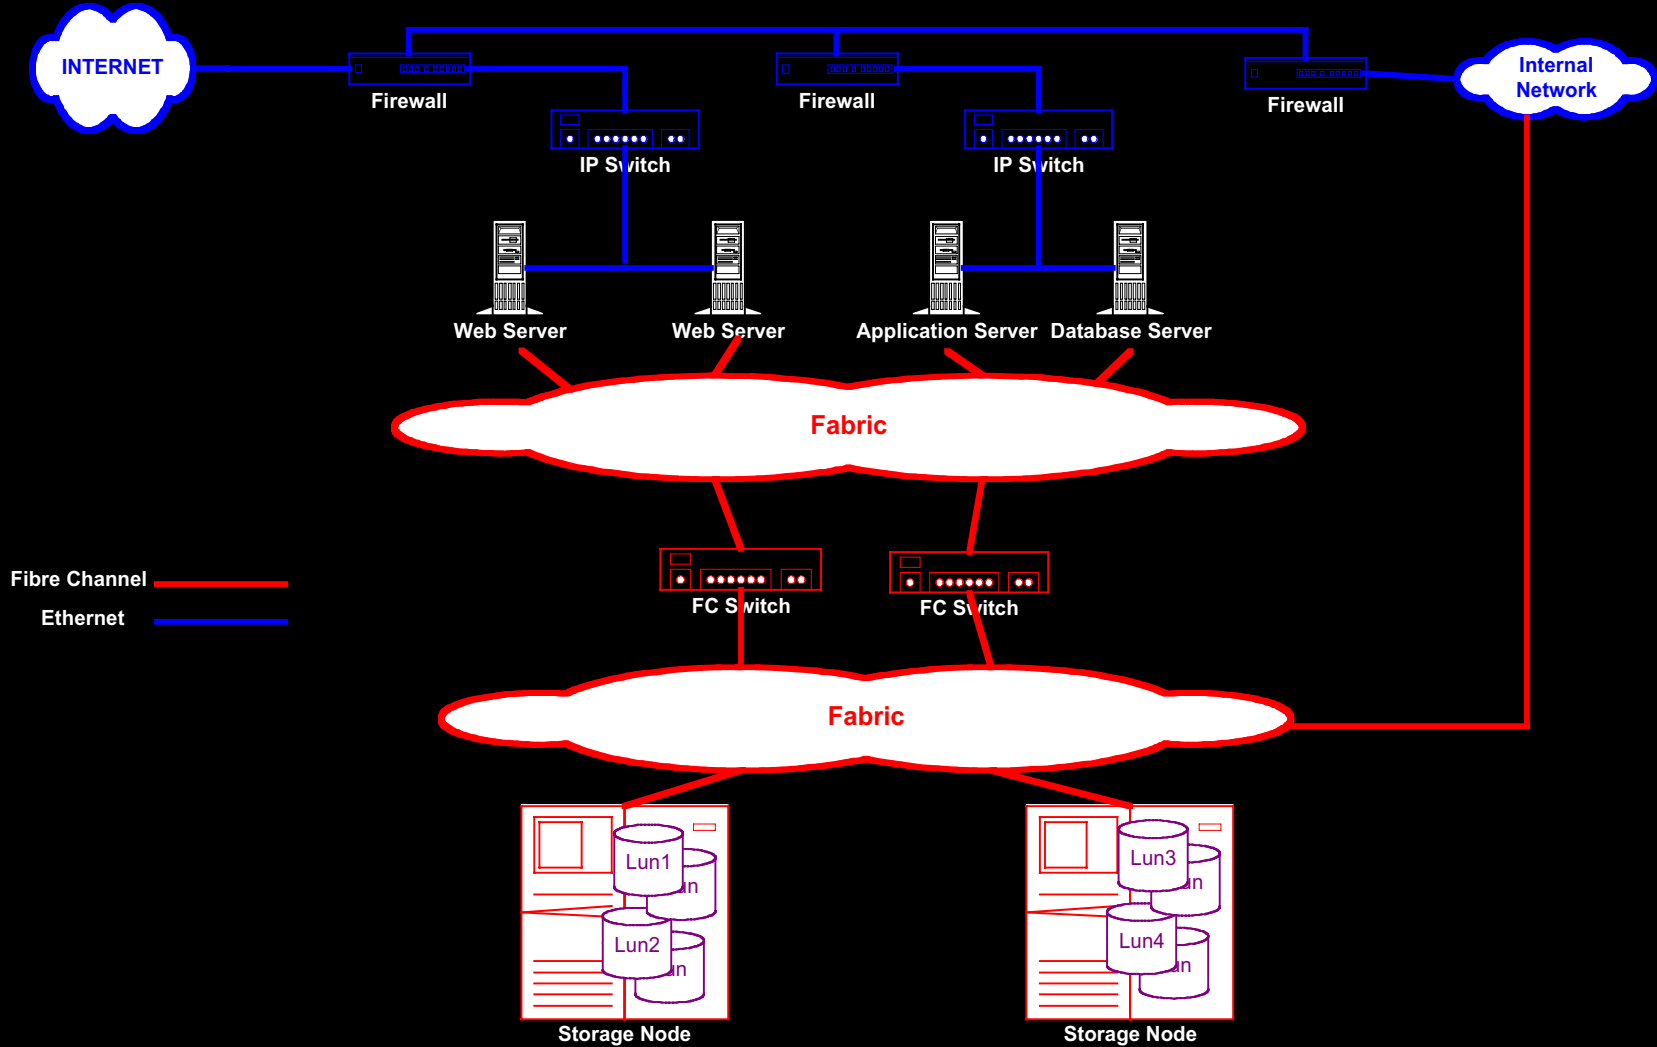 INTERNET
Internal
Network
Firewall
Firewall
Firewall
IP Switch
IP Switch
Web Server
Web Server
Application Server
Database Server
Fabric
Fibre Channel
Ethernet
FC Switch
FC Switch
Fabric
Lun1
Lun2
Lun3
Lun4
Storage Node
Storage Node